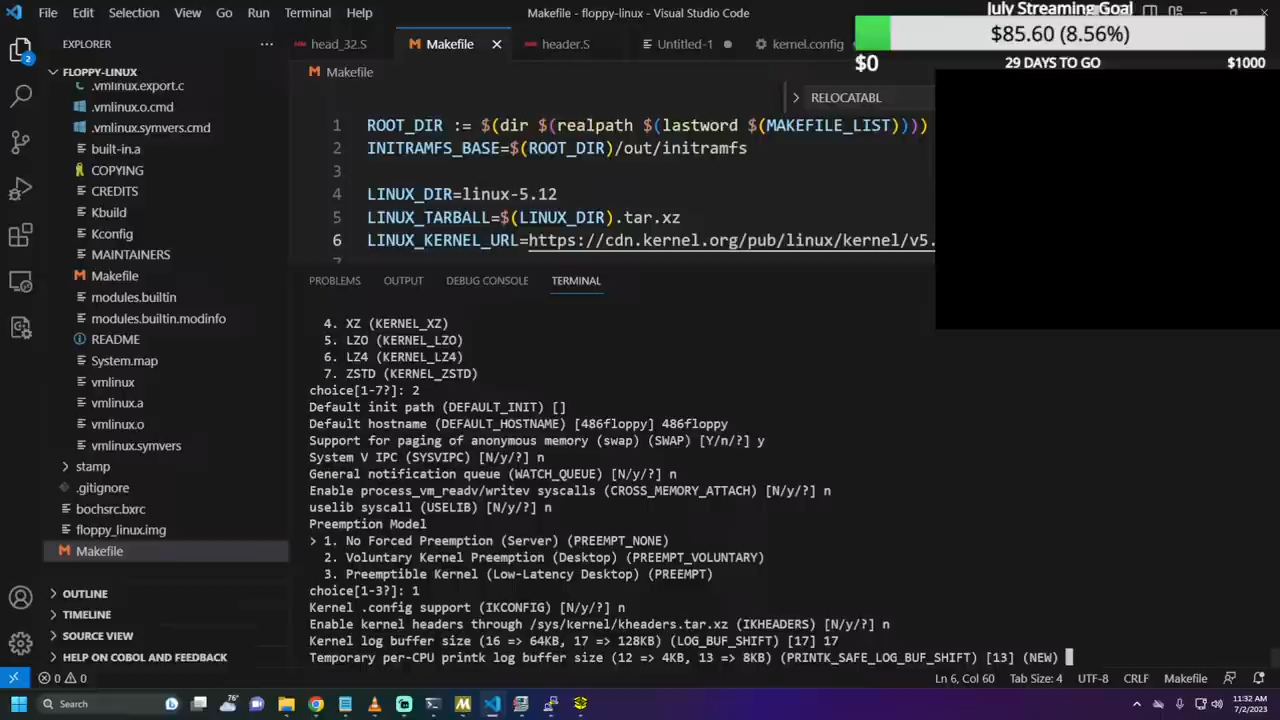 File Edit Selection View Go Run Terminal Help
Makefile - floppy-linux - Visual Studio Code
July Streaming Goal
$85.60 (8.56%)
$0 29 DAYS TO GO $1000
EXPLORER
head_32.S Makefile header.S Untitled-1 kernel.config
FLOPPY-LINUX
.vmlinux.export.c
.vmlinux.o.cmd
.vmlinux.symvers.cmd
built-in.a
COPYING
CREDITS
Kbuild
Kconfig
MAINTAINERS
Makefile
modules.builtin
modules.builtin.modinfo
README
System.map
vmlinux
vmlinux.a
vmlinux.o
vmlinux.symvers
stamp
.gitignore
bochsrc.bxrc
floppy_linux.img
Makefile
OUTLINE
TIMELINE
SOURCE VIEW
HELP ON COBOL AND FUNCTION
Makefile
RELOCATABL
1 ROOT_DIR := $(dir $(realpath $(lastword $(MAKEFILE_LIST))))
2 INITRAMFS_BASE=$(ROOT_DIR)/out/initramfs
3
4 LINUX_DIR=linux-5.12
5 LINUX_TARBALL=$(LINUX_DIR).tar.xz
6 LINUX_KERNEL_URL=https://cdn.kernel.org/pub/linux/kernel/v5.
PROBLEMS OUTPUT DEBUG CONSOLE TERMINAL
4. XZ (KERNEL_XZ)
5. LZO (KERNEL_LZO)
6. LZ4 (KERNEL_LZ4)
7. ZSTD (KERNEL_ZSTD)
choice[1-7?]: 2
Default init path (DEFAULT_INIT) []
Default hostname (DEFAULT_HOSTNAME) [486floppy] 486floppy
Support for paging of anonymous memory (swap) (SWAP) [Y/n/?] y
System V IPC (SYSVIPC) [N/y/?] n
General notification queue (WATCH_QUEUE) [N/y/?] n
Enable process_vm_readv/writev syscalls (CROSS_MEMORY_ATTACH) [N/y/?] n
uselib syscall (USELIB) [N/y/?] n
Preemption Model
> 1. No Forced Preemption (Server) (PREEMPT_NONE)
2. Voluntary Kernel Preemption (Desktop) (PREEMPT_VOLUNTARY)
3. Preemptible Kernel (Low-Latency Desktop) (PREEMPT)
choice[1-3?]: 1
Kernel .config support (IKCONFIG) [N/y/?] n
Enable kernel headers through /sys/kernel/kheaders.tar.xz (IKHEADERS) [N/y/?] n
Kernel log buffer size (16 => 64KB, 17 => 128KB) (LOG_BUF_SHIFT) [17] 17
Temporary per-CPU printk log buffer size (12 => 4KB, 13 => 8KB) (PRINTK_SAFE_LOG_BUF_SHIFT) [13] (NEW)
0 0 Ln 6, Col 60 Tab Size: 4 UTF-8 CRLF Makefile
Search
76°
11:32 AM
7/2/2023